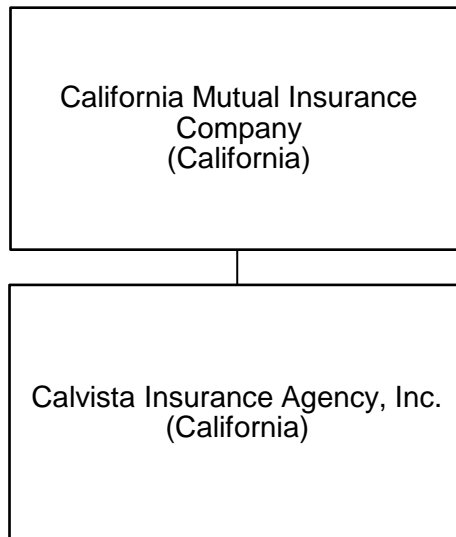 California Mutual Insurance
Company
(California)
Calvista Insurance Agency, Inc.
(California)